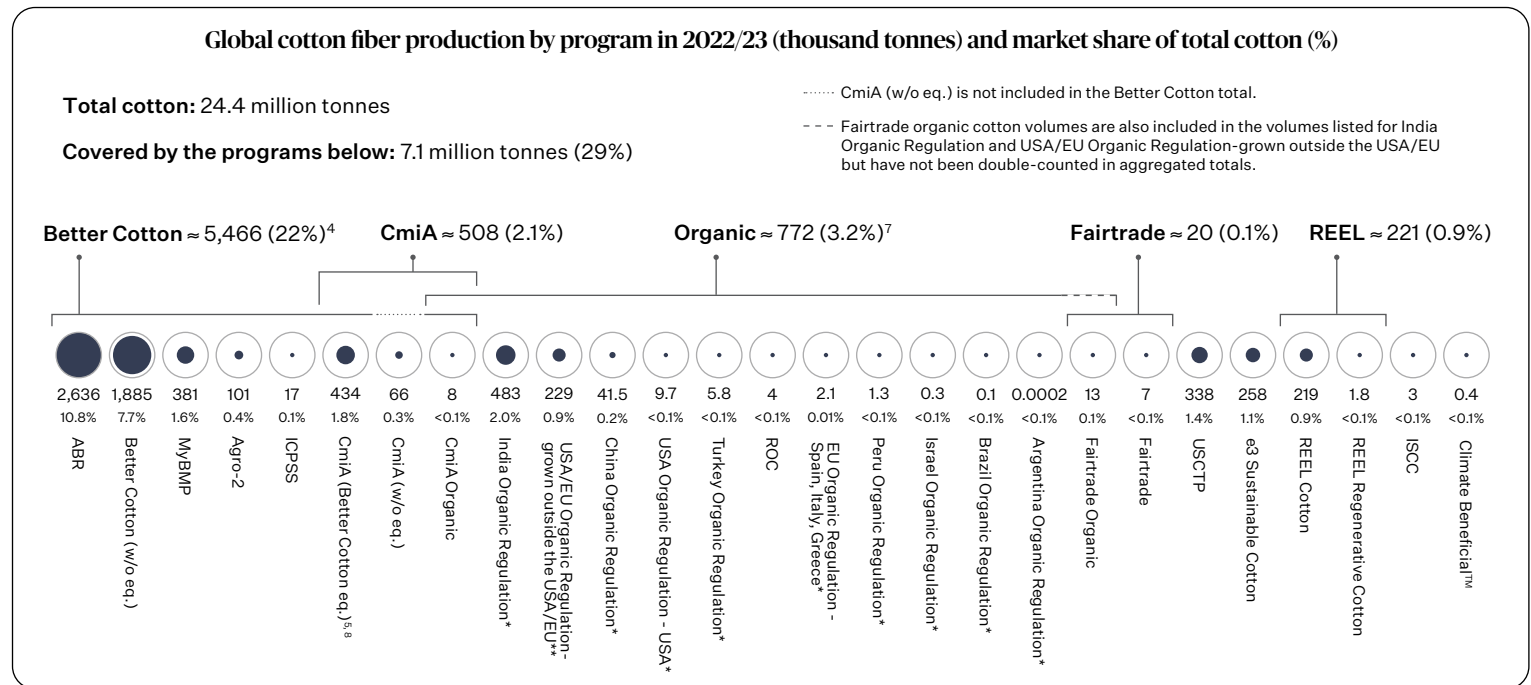 Global cotton fiber production by program in 2022/23 (thousand tonnes) and market share of total cotton (%)
Total cotton: 24.4 million tonnes
Covered by the programs below: 7.1 million tonnes (29%)
CmiA (w/o eq.) is not included in the Better Cotton total.
Fairtrade organic cotton volumes are also included in the volumes listed for India
Organic Regulation and USA/EU Organic Regulation-grown outside the USA/EU
but have not been double-counted in aggregated totals.
Better Cotton ≈ 5,466 (22%)⁴
CmiA ≈ 508 (2.1%)
Organic ≈ 772 (3.2%)⁷
Fairtrade ≈ 20 (0.1%)
REEL ≈ 221 (0.9%)
2,636 1,885 381 101 17 434 66 8 483 229 41.5 9.7 5.8 4 2.1 1.3 0.3 0.1 0.0002 13 7 338 258 219 1.8 3 0.4
10.8% 7.7% 1.6% 0.4% 0.1% 1.8% 0.3% <0.1% 2.0% 0.9% 0.2% <0.1% <0.1% <0.1% 0.01% <0.1% <0.1% <0.1% <0.1% 0.1% <0.1% 1.4% 1.1% 0.9% <0.1% <0.1% <0.1%
ABR
Better Cotton (w/o eq.)
MyBMP
Agro-2
ICPSS
CmiA (Better Cotton eq.)⁵,⁸
CmiA (w/o eq.)
CmiA Organic
India Organic Regulation*
USA/EU Organic Regulation-
grown outside the USA/EU**
China Organic Regulation*
USA Organic Regulation - USA*
Turkey Organic Regulation*
ROC
EU Organic Regulation -
Spain, Italy, Greece*
Peru Organic Regulation*
Israel Organic Regulation*
Brazil Organic Regulation*
Argentina Organic Regulation*
Fairtrade Organic
Fairtrade
USCTP
e3 Sustainable Cotton
REEL Cotton
REEL Regenerative Cotton
ISCC
Climate Beneficial™